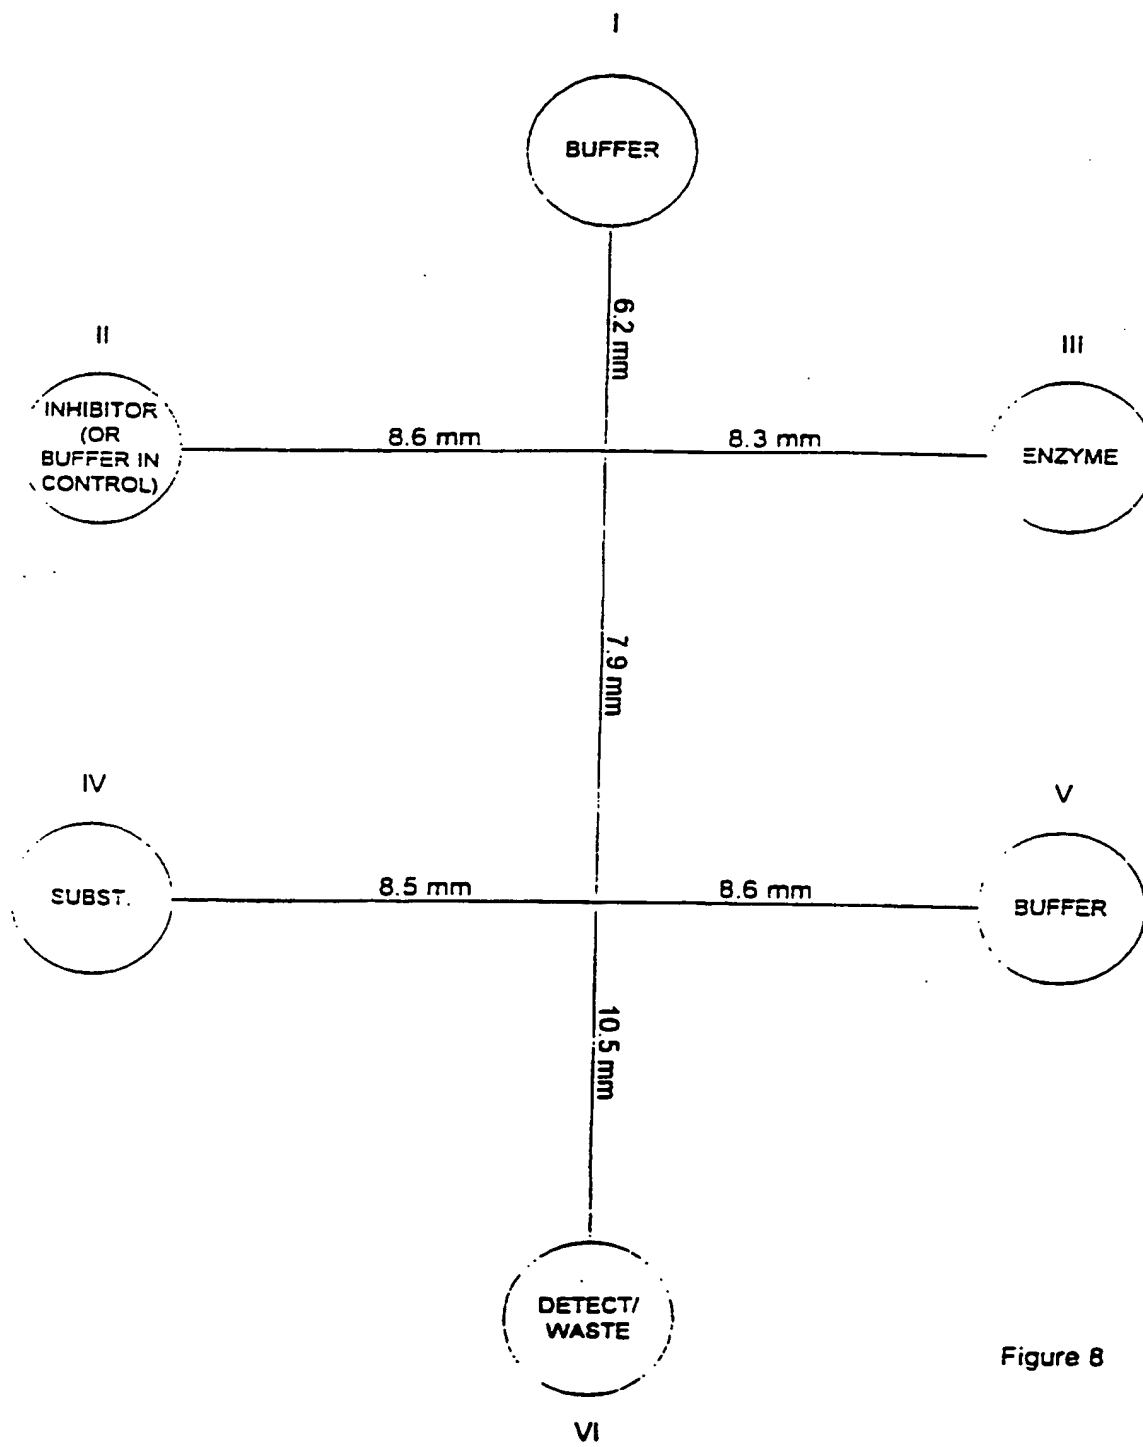 I
BUFFER
6.2 mm
II
III
INHIBITOR
(OR
BUFFER IN
CONTROL)
8.6 mm
8.3 mm
ENZYME
7.9 mm
IV
V
SUBST.
8.5 mm
8.6 mm
BUFFER
10.5 mm
DETECT/
WASTE
Figure 8
VI